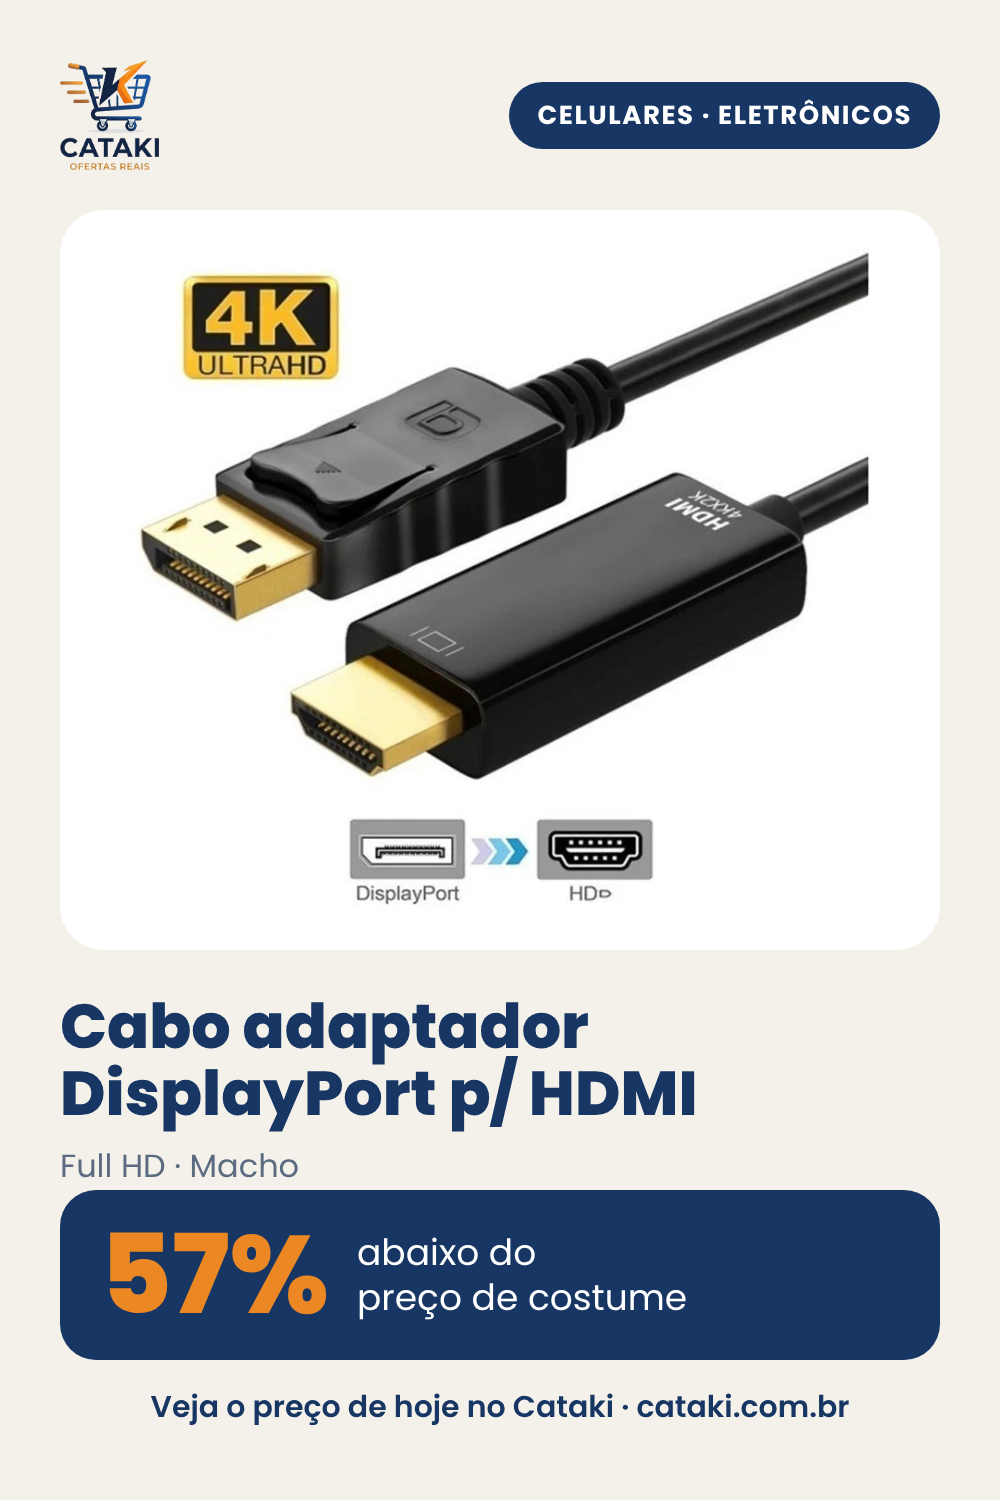 CATAKI
OFERTAS REAIS
CELULARES · ELETRÔNICOS
4K
ULTRAHD
HDMI
4KX2K
DisplayPort
HD
Cabo adaptador
DisplayPort p/ HDMI
Full HD · Macho
57%
abaixo do
preço de costume
Veja o preço de hoje no Cataki · cataki.com.br